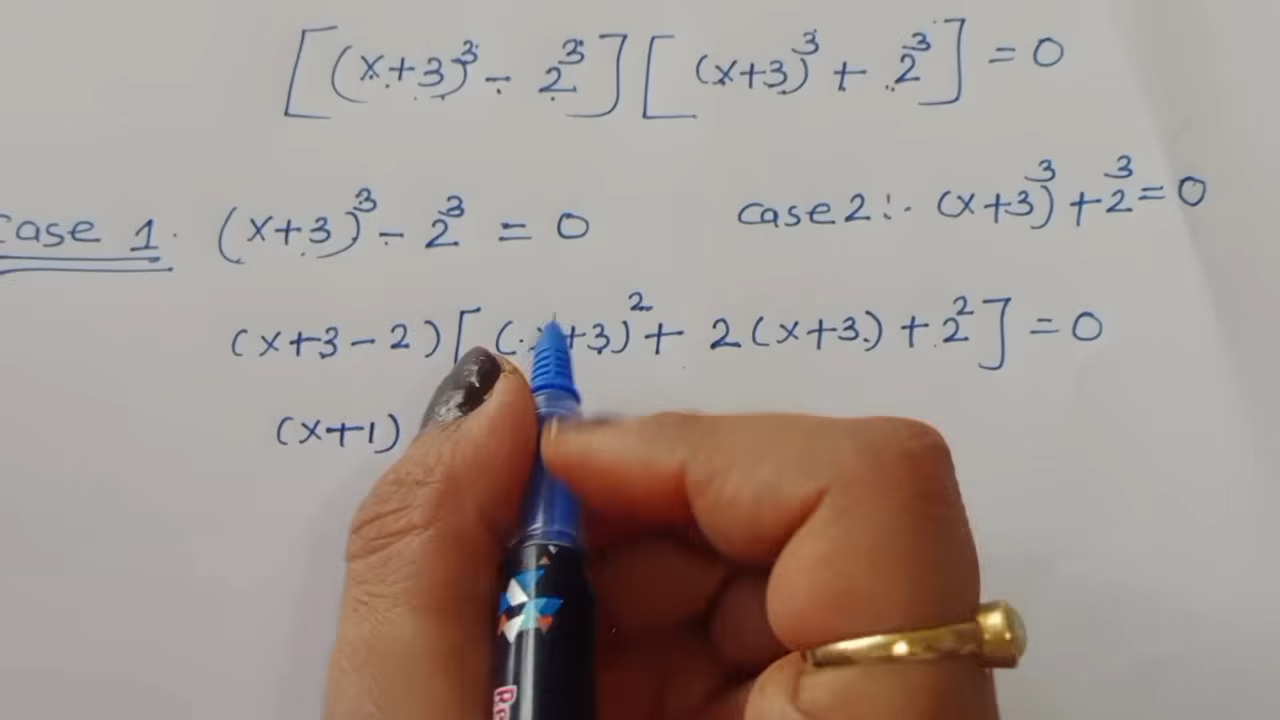 [(x+3)³ - 2³][(x+3)³ + 2³] = 0
Case 1. (x+3)³ - 2³ = 0
Case 2:. (x+3)³ + 2³ = 0
(x+3-2)[(x+3)² + 2(x+3) + 2²] = 0
(x+1)